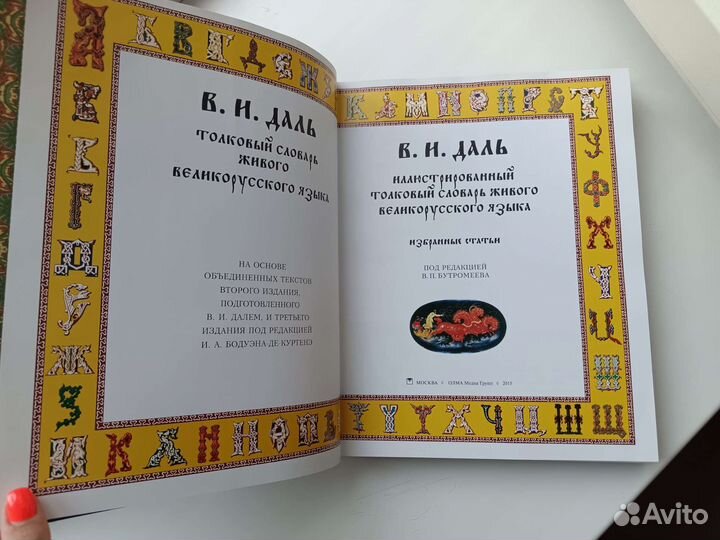 В. И. ДАЛЬ
ТОЛКОВЫЙ СЛОВАРЬ
ЖИВОГО
ВЕЛИКОРУССКОГО ЯЗЫКА
НА ОСНОВЕ
ОБЪЕДИНЕННЫХ ТЕКСТОВ
ВТОРОГО ИЗДАНИЯ,
ПОДГОТОВЛЕННОГО
В. И. ДАЛЕМ, И ТРЕТЬЕГО
ИЗДАНИЯ ПОД РЕДАКЦИЕЙ
И. А. БОДУЭНА-ДЕ-КУРТЕНЭ
В. И. ДАЛЬ
ИЛЛЮСТРИРОВАННЫЙ
ТОЛКОВЫЙ СЛОВАРЬ ЖИВОГО
ВЕЛИКОРУССКОГО ЯЗЫКА
ИЗБРАННЫЕ СТАТЬИ
ПОД РЕДАКЦИЕЙ
В. П. БУТРОМЕЕВА
МОСКВА ОЛМА Медиа Групп
Avito